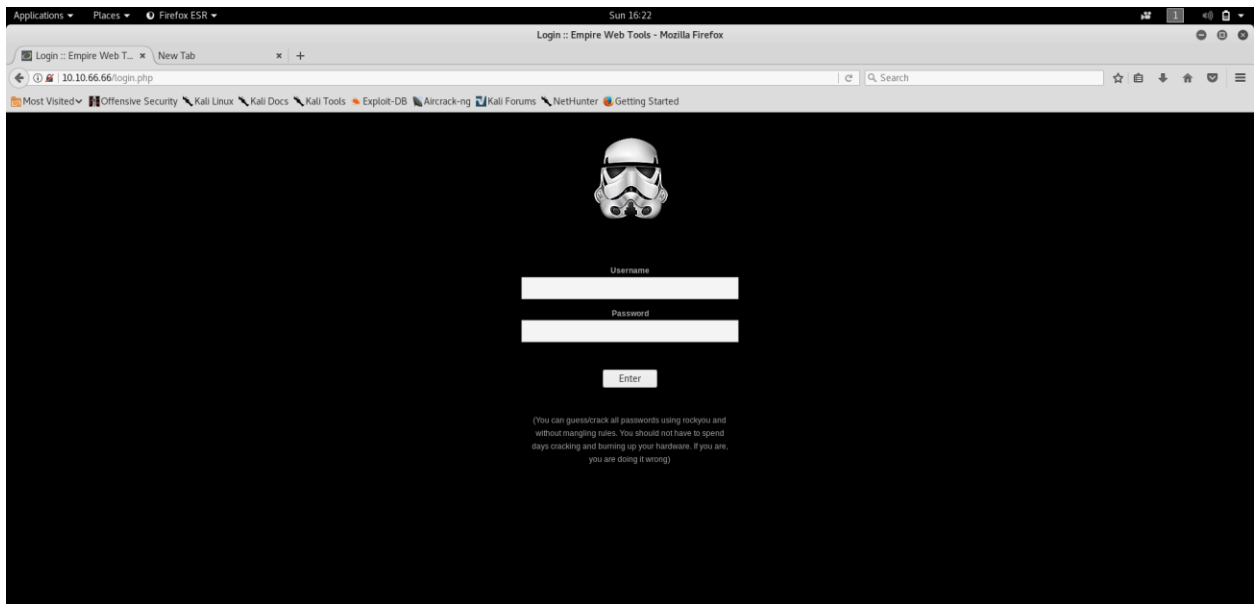 Applications Places Firefox ESR Sun 16:22 1
Login :: Empire Web Tools - Mozilla Firefox
Login :: Empire Web T... × New Tab × +
10.10.66.66/login.php Search
Most Visited Offensive Security Kali Linux Kali Docs Kali Tools Exploit-DB Aircrack-ng Kali Forums NetHunter Getting Started
Username
Password
Enter
(You can guess/crack all passwords using rockyou and
without mangling rules. You should not have to spend
days cracking and burning up your hardware. If you are,
you are doing it wrong)